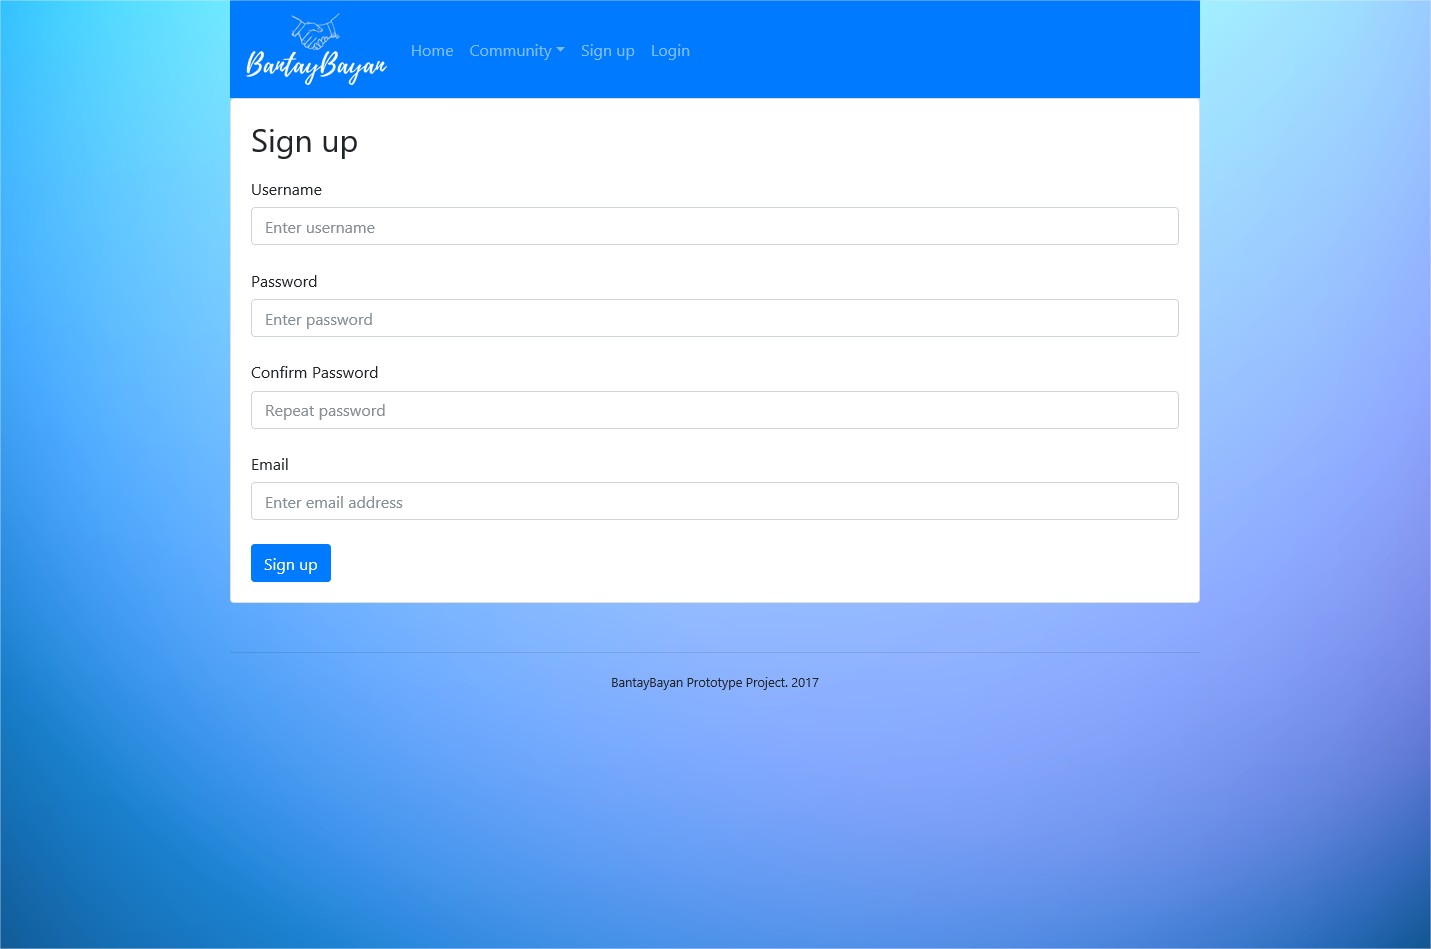 BantayBayan
Home Community Sign up Login
Sign up
Username
Enter username
Password
Enter password
Confirm Password
Repeat password
Email
Enter email address
Sign up
BantayBayan Prototype Project. 2017